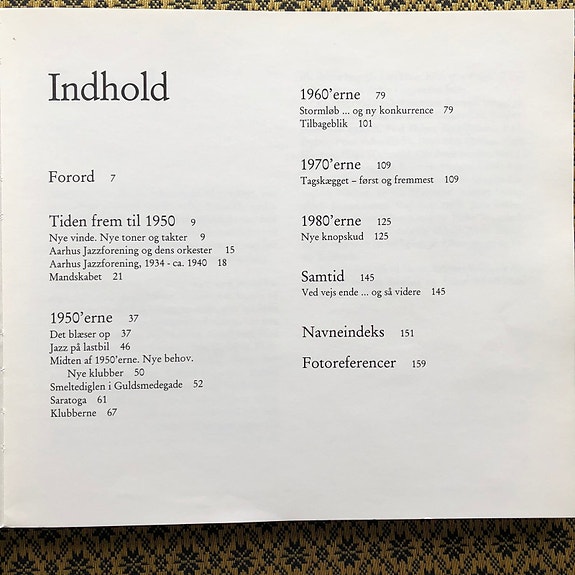 Indhold
Forord 7
Tiden frem til 1950 9
Nye vinde. Nye toner og takter 9
Aarhus Jazzforening og dens orkester 15
Aarhus Jazzforening, 1934 - ca. 1940 18
Mandskabet 21
1950'erne 37
Det blæser op 37
Jazz på lastbil 46
Midten af 1950'erne. Nye behov.
Nye klubber 50
Smeltediglen i Guldsmedegade 52
Saratoga 61
Klubberne 67
1960'erne 79
Stormløb ... og ny konkurrence 79
Tilbageblik 101
1970'erne 109
Tagskægget – først og fremmest 109
1980'erne 125
Nye knopskud 125
Samtid 145
Ved vejs ende ... og så videre 145
Navneindeks 151
Fotoreferencer 159